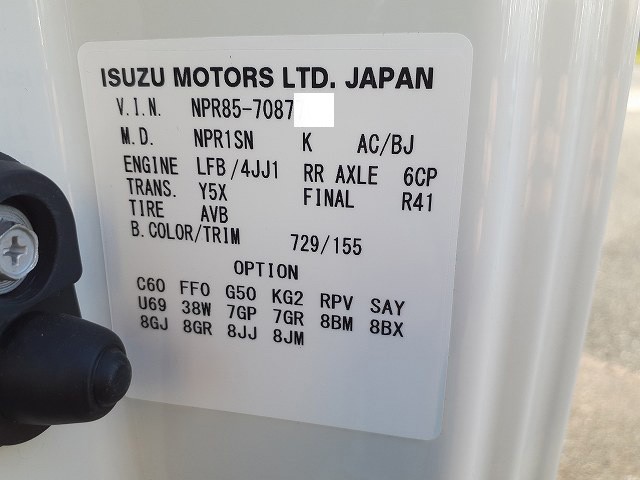 ISUZU MOTORS LTD. JAPAN
V.I.N. NPR85-7087
M.D. NPR1SN K AC/BJ
ENGINE LFB/4JJ1 RR AXLE 6CP
TRANS. Y5X FINAL R41
TIRE AVB
B.COLOR/TRIM 729/155
OPTION
C60 FF0 G50 KG2 RPV SAY
U69 38W 7GP 7GR 8BM 8BX
8GJ 8GR 8JJ 8JM